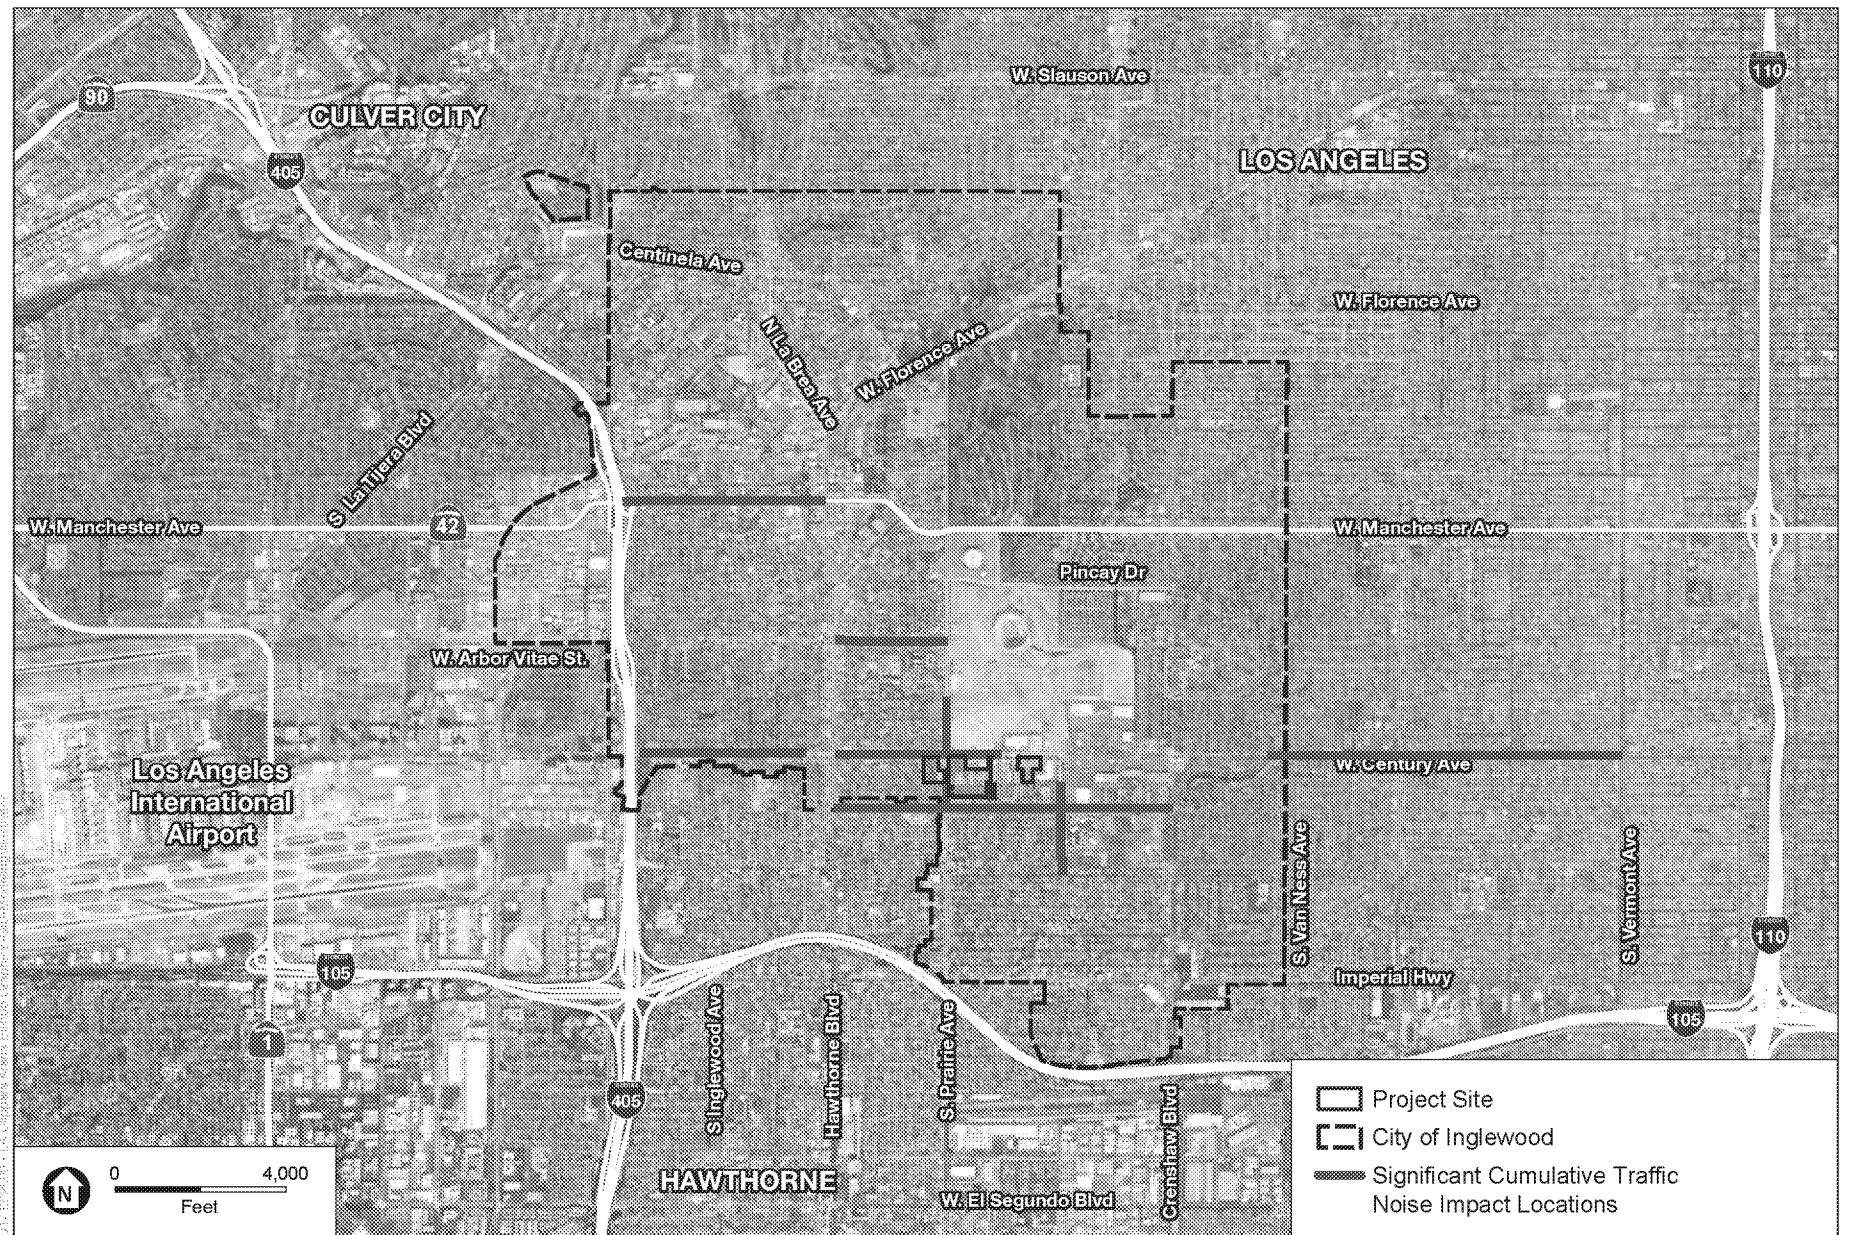 W. Slauson Ave
110
90
CULVER CITY
LOS ANGELES
405
Centinela Ave
W. Florence Ave
N La Brea Ave
W. Florence Ave
S La Tijera Blvd
W. Manchester Ave
42
W. Manchester Ave
Pincay Dr
W. Arbor Vitae St.
Los Angeles
International
Airport
W. Century Ave
S. Van Ness Ave
S. Vermont Ave
110
105
Imperial Hwy
105
1
S Inglewood Ave
Hawthorne Blvd
S. Prairie Ave
405
Crenshaw Blvd
HAWTHORNE
W. El Segundo Blvd
Project Site
City of Inglewood
Significant Cumulative Traffic
Noise Impact Locations
N
0 4,000
Feet